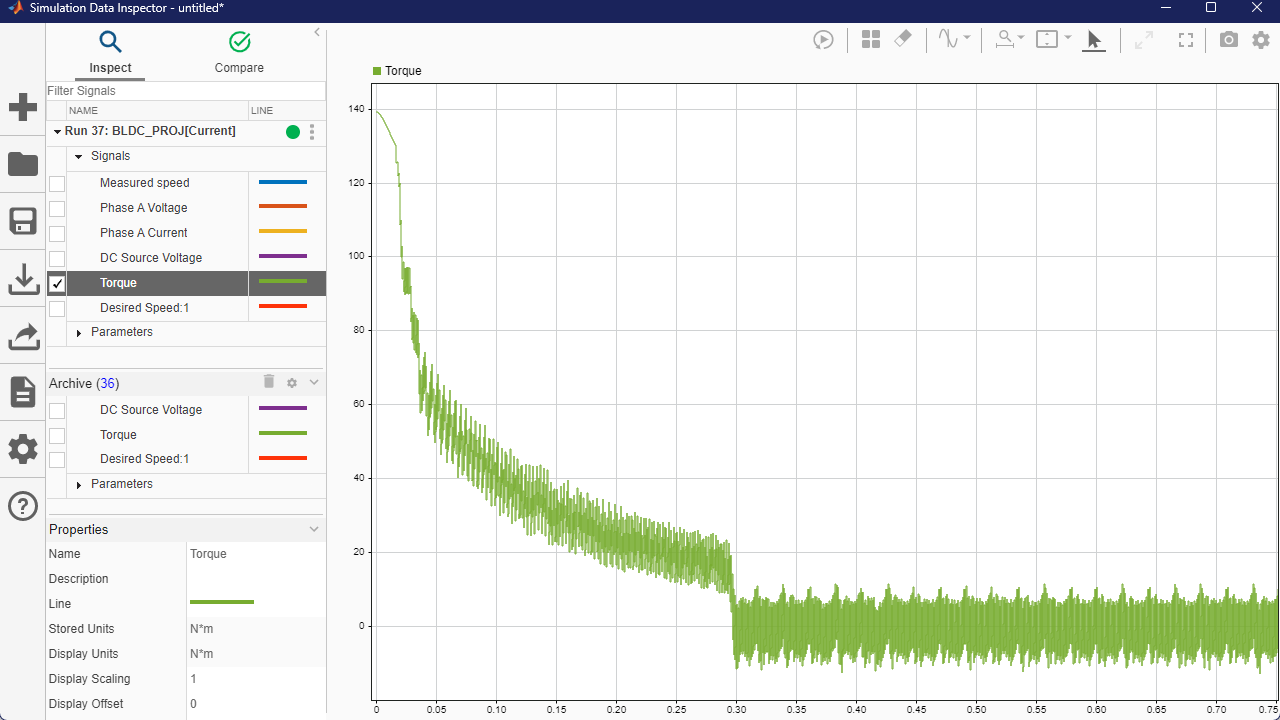 Simulation Data Inspector - untitled*
Inspect
Compare
Filter Signals
NAME
LINE
Run 37: BLDC_PROJ[Current]
Signals
Measured speed
Phase A Voltage
Phase A Current
DC Source Voltage
Torque
Desired Speed:1
Parameters
Archive (36)
DC Source Voltage
Torque
Desired Speed:1
Parameters
Properties
Name Torque
Description
Line
Stored Units N*m
Display Units N*m
Display Scaling 1
Display Offset 0
Torque
140
120
100
80
60
40
20
0
0 0.05 0.10 0.15 0.20 0.25 0.30 0.35 0.40 0.45 0.50 0.55 0.60 0.65 0.70 0.75